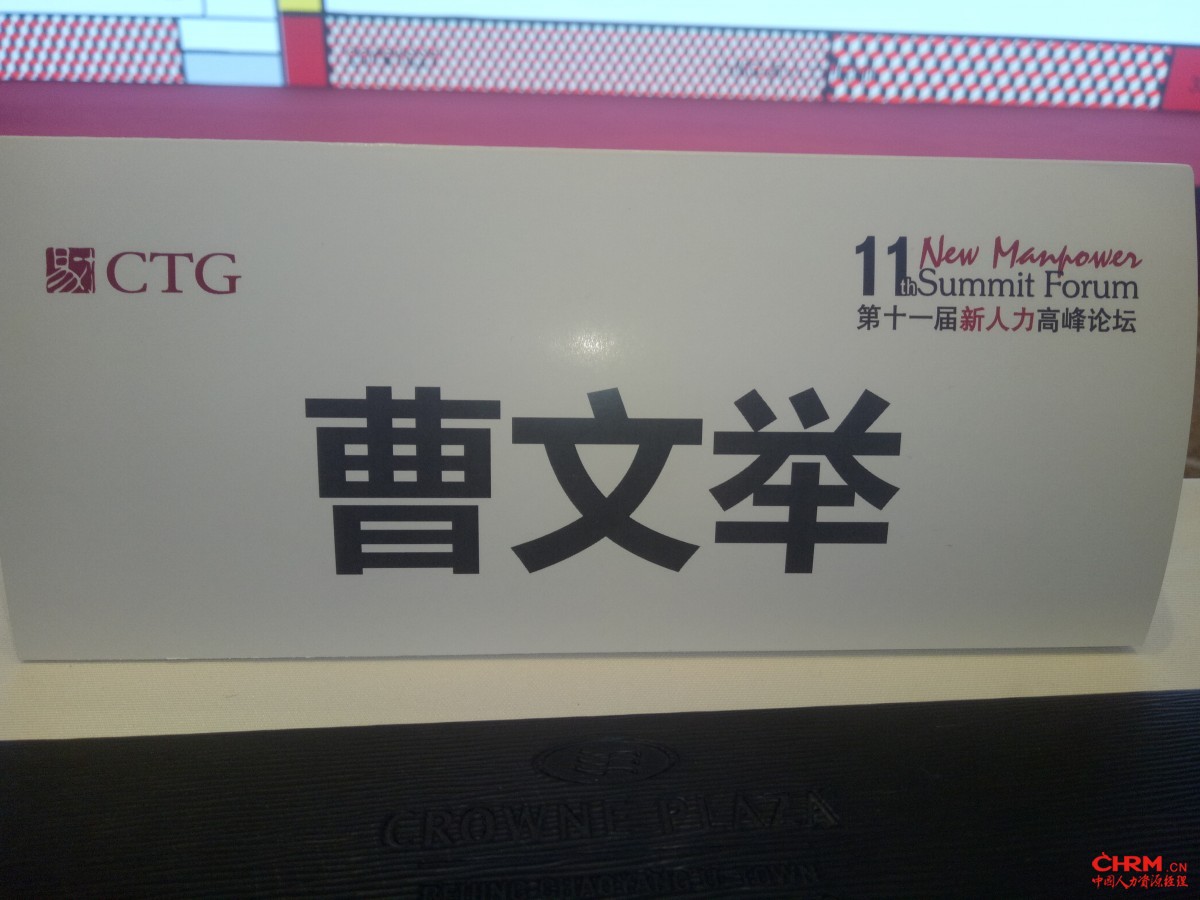 CTG
11th New Manpower
Summit Forum
第十一届新人力高峰论坛
曹文举
CROWNE PLAZA
CHRM.CN
中国人力资源经理